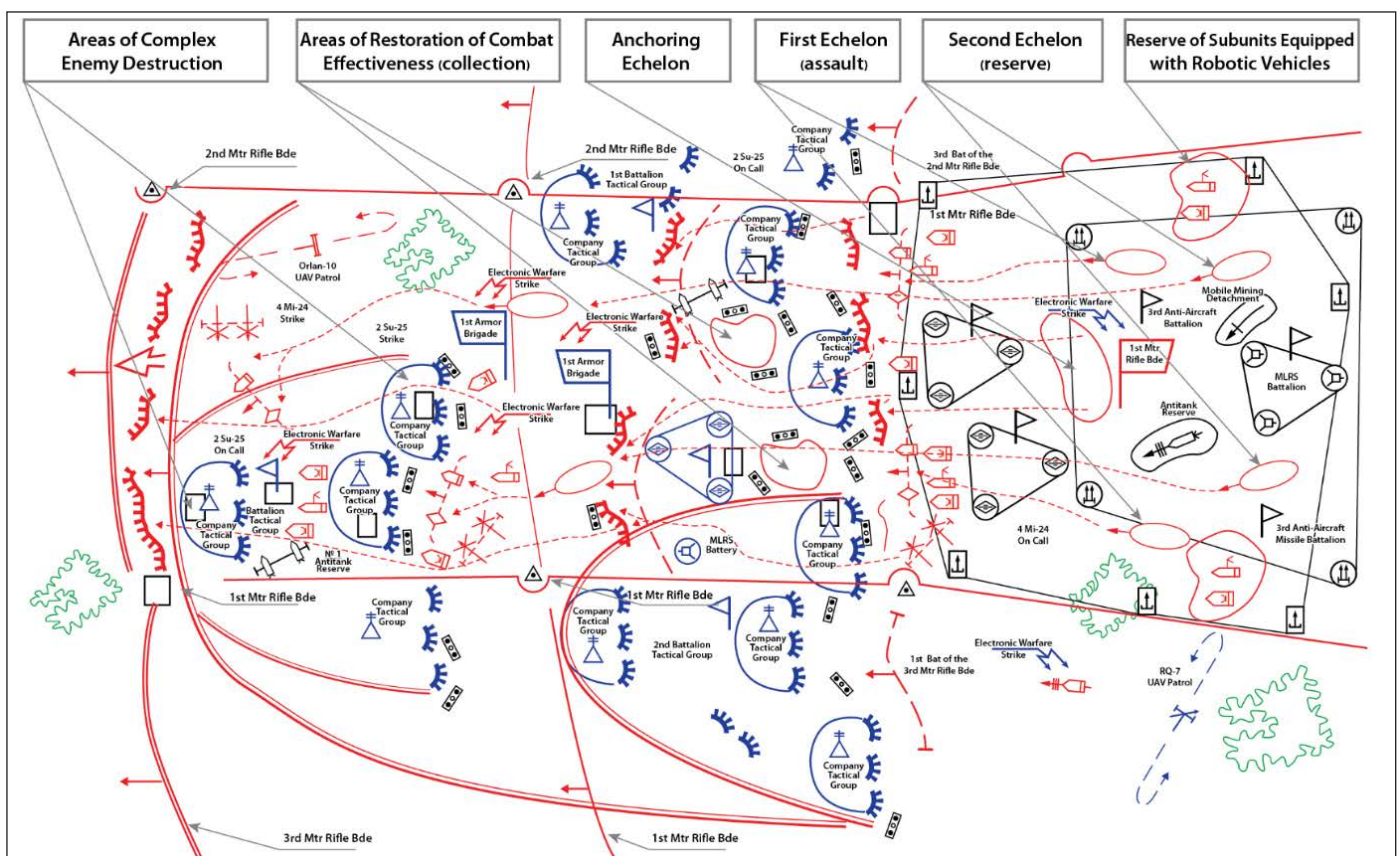 Areas of Complex
Enemy Destruction
Areas of Restoration of Combat
Effectiveness (collection)
Anchoring
Echelon
First Echelon
(assault)
Second Echelon
(reserve)
Reserve of Subunits Equipped
with Robotic Vehicles
2nd Mtr Rifle Bde
2nd Mtr Rifle Bde
1st Battalion
Tactical Group
Company
Tactical
Group
2 Su-25
On Call
Company
Tactical
Group
3rd Bat of the
2nd Mtr Rifle Bde
1st Mtr Rifle Bde
Company
Tactical
Group
Company
Tactical
Group
Orlan-10
UAV Patrol
Electronic Warfare
Strike
4 Mi-24
Strike
2 Su-25
Strike
1st Armor
Brigade
Electronic Warfare
Strike
1st Armor
Brigade
Company
Tactical
Group
Electronic Warfare
Strike
3rd Anti-Aircraft
Battalion
Mobile Mining
Detachment
1st Mtr
Rifle Bde
MLRS
Battalion
Antitank
Reserve
Company
Tactical
Group
Electronic Warfare
Strike
2 Su-25
On Call
Electronic Warfare
Strike
Company
Tactical
Group
Battalion
Tactical
Group
Company
Tactical
Group
№ 1
Antitank
Reserve
MLRS
Battery
Company
Tactical
Group
4 Mi-24
On Call
3rd Anti-Aircraft
Missile Battalion
1st Mtr Rifle Bde
Company
Tactical
Group
1st Mtr Rifle Bde
Company
Tactical
Group
2nd Battalion
Tactical Group
Company
Tactical
Group
1st Bat of the
3rd Mtr Rifle Bde
Electronic Warfare
Strike
RQ-7
UAV Patrol
Company
Tactical
Group
3rd Mtr Rifle Bde
1st Mtr Rifle Bde